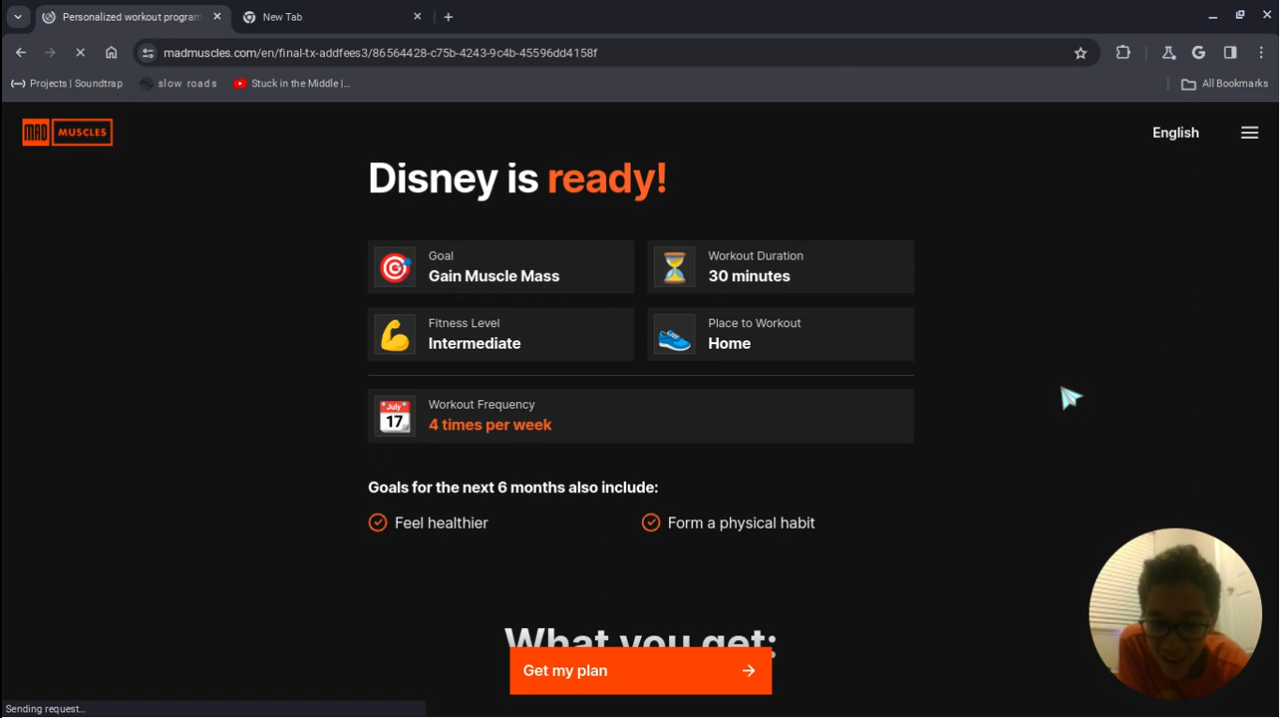 Personalized workout program
New Tab
madmuscles.com/en/final-tx-addfees3/86564428-c75b-4243-9c4b-45596dd4158f
Projects | Soundtrap
slow roads
Stuck in the Middle |...
All Bookmarks
MAD MUSCLES
English
Disney is ready!
Goal
Gain Muscle Mass
Workout Duration
30 minutes
Fitness Level
Intermediate
Place to Workout
Home
July
17
Workout Frequency
4 times per week
Goals for the next 6 months also include:
Feel healthier
Form a physical habit
What you get:
Get my plan
Sending request...